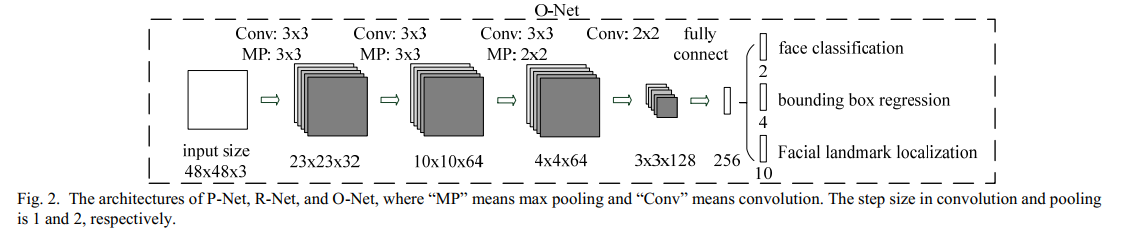 O-Net
Conv: 3x3 Conv: 3x3 Conv: 3x3 Conv: 2x2 fully
MP: 3x3 MP: 3x3 MP: 2x2 connect
face classification
2
bounding box regression
4
input size
Facial landmark localization
48x48x3 23x23x32 10x10x64 4x4x64 3x3x128 256 10
Fig. 2. The architectures of P-Net, R-Net, and O-Net, where “MP” means max pooling and “Conv” means convolution. The step size in convolution and pooling
is 1 and 2, respectively.